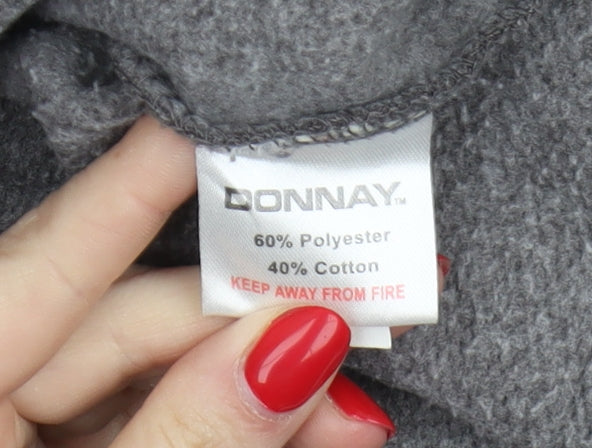 DONNAY™
60% Polyester
40% Cotton
KEEP AWAY FROM FIRE